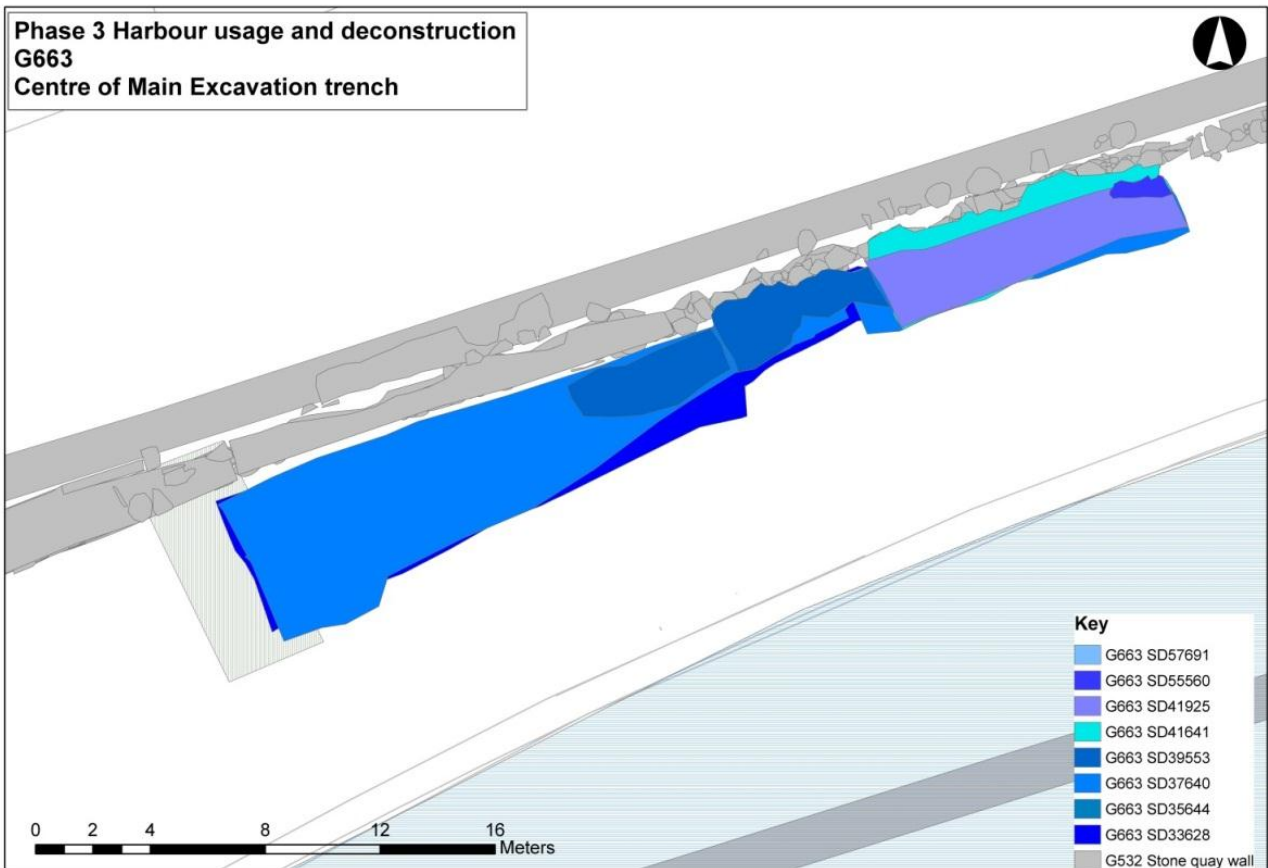 Phase 3 Harbour usage and deconstruction
G663
Centre of Main Excavation trench
Key
G663 SD57691
G663 SD55560
G663 SD41925
G663 SD41641
G663 SD39553
G663 SD37640
G663 SD35644
G663 SD33628
G532 Stone quay wall
0 2 4 8 12 16
Meters